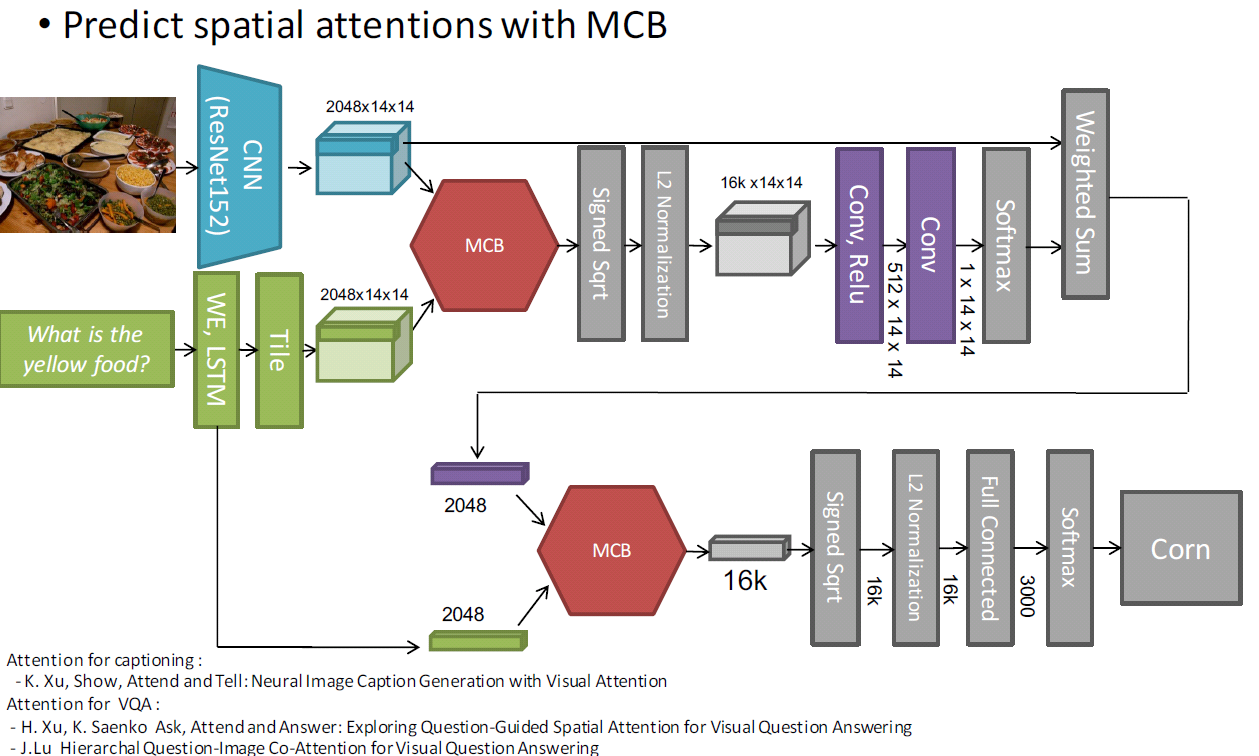 • Predict spatial attentions with MCB
CNN
(ResNet152)
2048x14x14
MCB
Signed Sqrt
L2 Normalization
16k x14x14
Conv, Relu
512 x 14 x 14
Conv
1 x 14 x 14
Softmax
Weighted Sum
What is the
yellow food?
WE, LSTM
Tile
2048x14x14
2048
2048
MCB
16k
Signed Sqrt
16k
L2 Normalization
16k
Full Connected
3000
Softmax
Corn
Attention for captioning :
- K. Xu, Show, Attend and Tell: Neural Image Caption Generation with Visual Attention
Attention for VQA :
- H. Xu, K. Saenko Ask, Attend and Answer: Exploring Question-Guided Spatial Attention for Visual Question Answering
- J.Lu Hierarchal Question-Image Co-Attention for Visual Question Answering